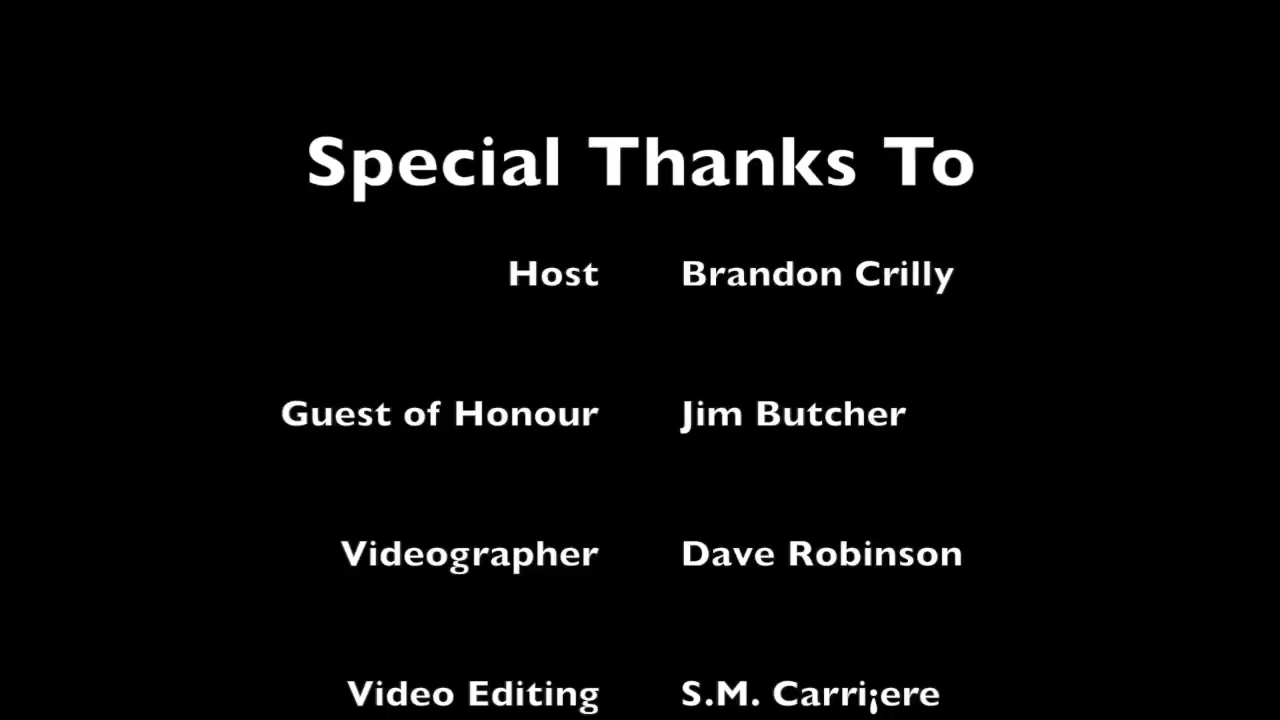 Special Thanks To
Host Brandon Crilly
Guest of Honour Jim Butcher
Videographer Dave Robinson
Video Editing S.M. Carri¡ere